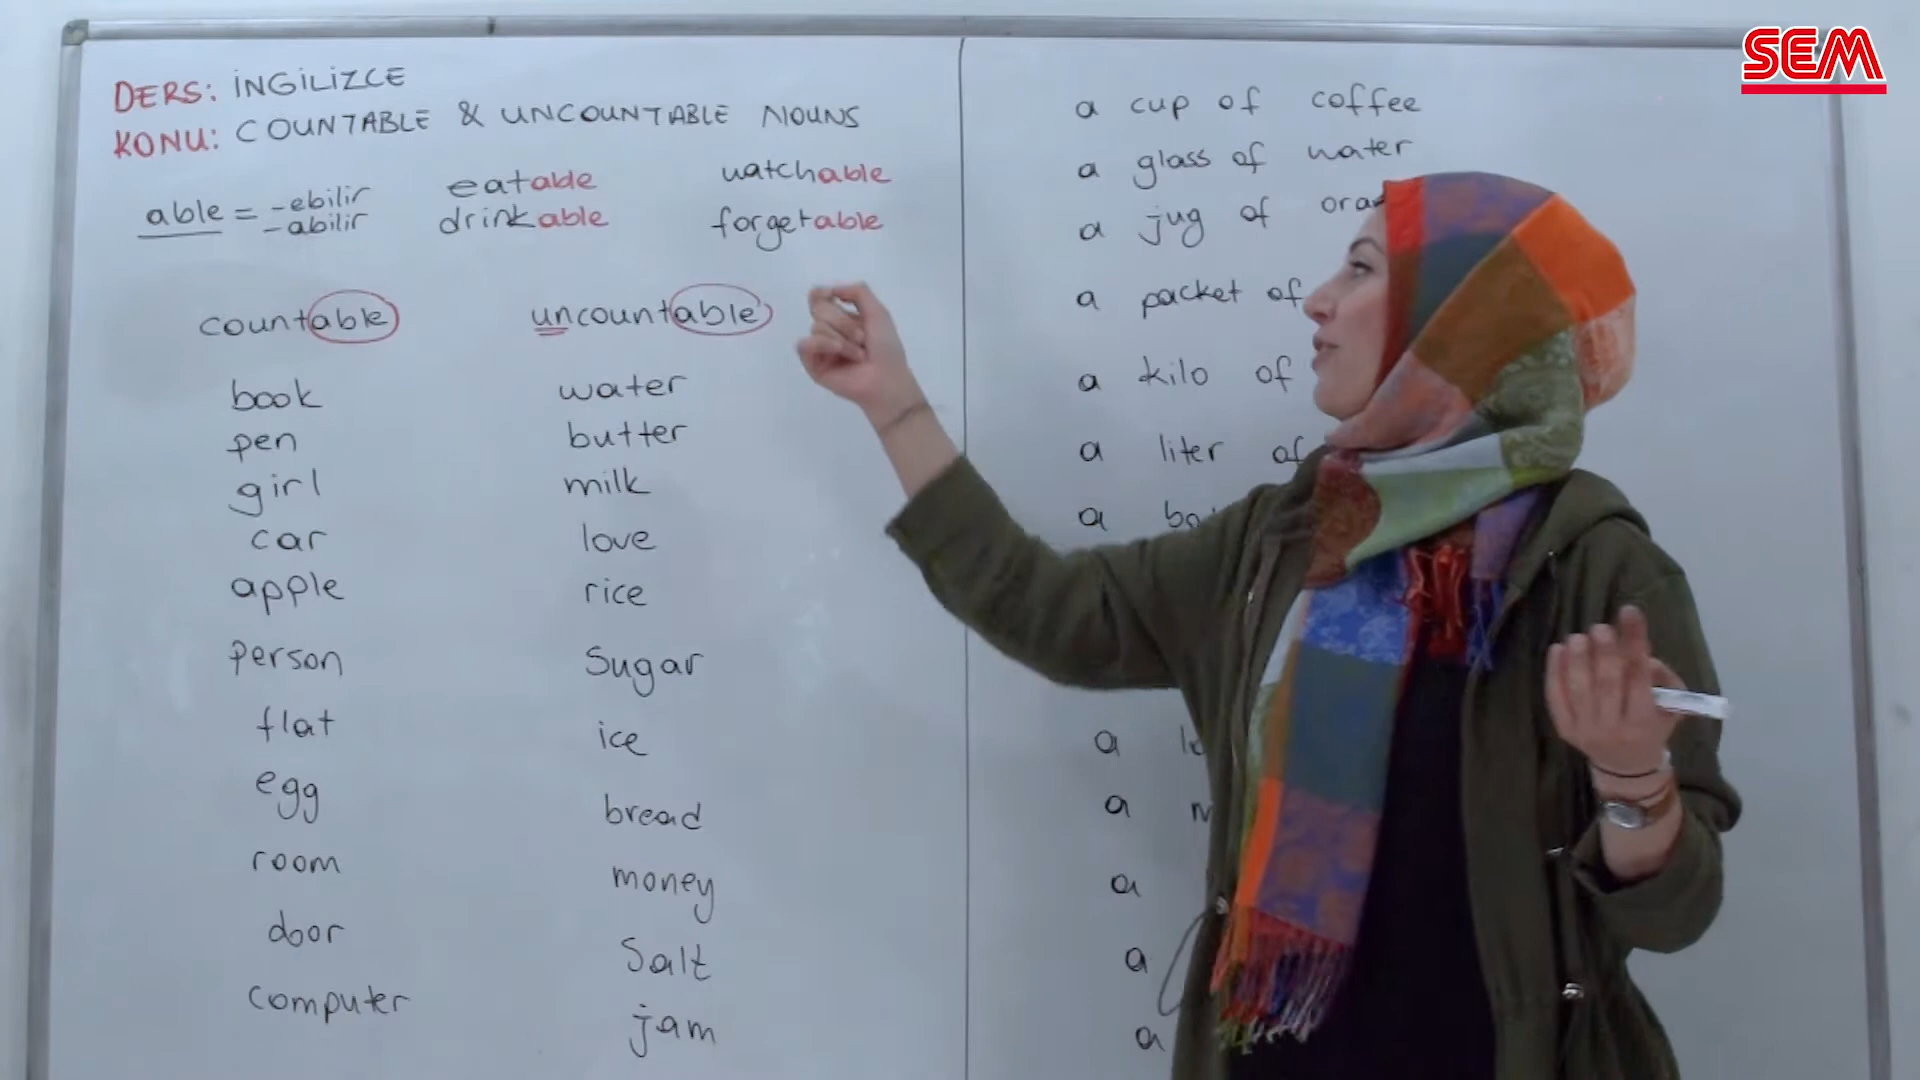 SEM
DERS: İNGİLİZCE
KONU: COUNTABLE & UNCOUNTABLE NOUNS
able = -ebilir
-abilir
eatable
drinkable
watchable
forgetable
countable
book
pen
girl
car
apple
person
flat
egg
room
door
computer
uncountable
water
butter
milk
love
rice
Sugar
ice
bread
money
Salt
jam
a cup of coffee
a glass of water
a jug of
a packet of
a kilo of
a liter of
a
a
a
a
a
a